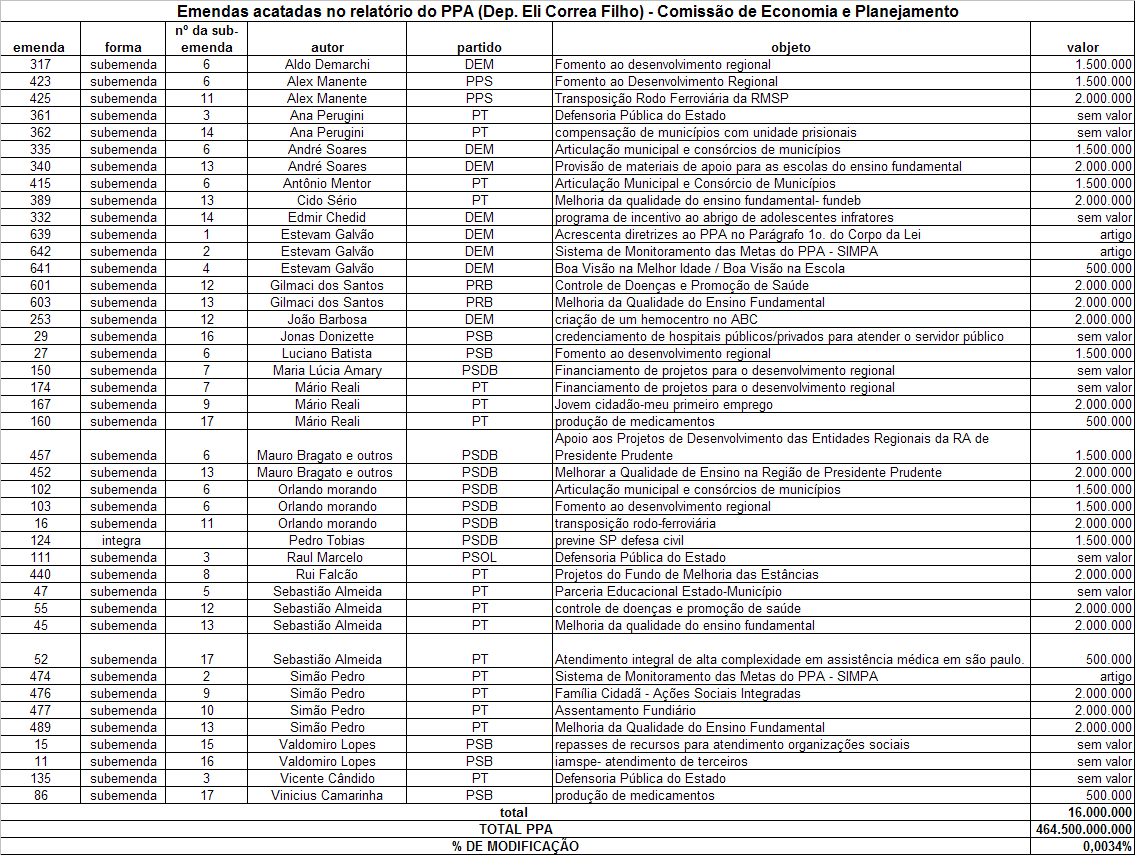 Emendas acatadas no relatório do PPA (Dep. Eli Correa Filho) - Comissão de Economia e Planejamento
emenda forma nº da sub-emenda autor partido objeto valor
317 subemenda 6 Aldo Demarchi DEM Fomento ao desenvolvimento regional 1.500.000
423 subemenda 6 Alex Manente PPS Fomento ao Desenvolvimento Regional 1.500.000
425 subemenda 11 Alex Manente PPS Transposição Rodo Ferroviária da RMSP 2.000.000
361 subemenda 3 Ana Perugini PT Defensoria Pública do Estado sem valor
362 subemenda 14 Ana Perugini PT compensação de municípios com unidade prisionais sem valor
335 subemenda 6 André Soares DEM Articulação municipal e consórcios de municípios 1.500.000
340 subemenda 13 André Soares DEM Provisão de materiais de apoio para as escolas do ensino fundamental 2.000.000
415 subemenda 6 Antônio Mentor PT Articulação Municipal e Consórcio de Municípios 1.500.000
389 subemenda 13 Cido Sério PT Melhoria da qualidade do ensino fundamental- fundeb 2.000.000
332 subemenda 14 Edmir Chedid DEM programa de incentivo ao abrigo de adolescentes infratores sem valor
639 subemenda 1 Estevam Galvão DEM Acrescenta diretrizes ao PPA no Parágrafo 1o. do Corpo da Lei artigo
642 subemenda 2 Estevam Galvão DEM Sistema de Monitoramento das Metas do PPA - SIMPA artigo
641 subemenda 4 Estevam Galvão DEM Boa Visão na Melhor Idade / Boa Visão na Escola 500.000
601 subemenda 12 Gilmaci dos Santos PRB Controle de Doenças e Promoção de Saúde 2.000.000
603 subemenda 13 Gilmaci dos Santos PRB Melhoria da Qualidade do Ensino Fundamental 2.000.000
253 subemenda 12 João Barbosa DEM criação de um hemocentro no ABC 2.000.000
29 subemenda 16 Jonas Donizette PSB credenciamento de hospitais públicos/privados para atender o servidor público sem valor
27 subemenda 6 Luciano Batista PSB Fomento ao desenvolvimento regional 1.500.000
150 subemenda 7 Maria Lúcia Amary PSDB Financiamento de projetos para o desenvolvimento regional sem valor
174 subemenda 7 Mário Reali PT Financiamento de projetos para o desenvolvimento regional sem valor
167 subemenda 9 Mário Reali PT Jovem cidadão-meu primeiro emprego 2.000.000
160 subemenda 17 Mário Reali PT produção de medicamentos 500.000
457 subemenda 6 Mauro Bragato e outros PSDB Apoio aos Projetos de Desenvolvimento das Entidades Regionais da RA de
Presidente Prudente 1.500.000
452 subemenda 13 Mauro Bragato e outros PSDB Melhorar a Qualidade de Ensino na Região de Presidente Prudente 2.000.000
102 subemenda 6 Orlando morando PSDB Articulação municipal e consórcios de municípios 1.500.000
103 subemenda 6 Orlando morando PSDB Fomento ao desenvolvimento regional 1.500.000
16 subemenda 11 Orlando morando PSDB transposição rodo-ferroviária 2.000.000
124 integra Pedro Tobias PSDB previne SP defesa civil 1.500.000
111 subemenda 3 Raul Marcelo PSOL Defensoria Pública do Estado sem valor
440 subemenda 8 Rui Falcão PT Projetos do Fundo de Melhoria das Estâncias 2.000.000
47 subemenda 5 Sebastião Almeida PT Parceria Educacional Estado-Município sem valor
55 subemenda 12 Sebastião Almeida PT controle de doenças e promoção de saúde 2.000.000
45 subemenda 13 Sebastião Almeida PT Melhoria da qualidade do ensino fundamental 2.000.000
52 subemenda 17 Sebastião Almeida PT Atendimento integral de alta complexidade em assistência médica em são paulo. 500.000
474 subemenda 2 Simão Pedro PT Sistema de Monitoramento das Metas do PPA - SIMPA artigo
476 subemenda 9 Simão Pedro PT Família Cidadã - Ações Sociais Integradas 2.000.000
477 subemenda 10 Simão Pedro PT Assentamento Fundiário 2.000.000
489 subemenda 13 Simão Pedro PT Melhoria da Qualidade do Ensino Fundamental 2.000.000
15 subemenda 15 Valdomiro Lopes PSB repasses de recursos para atendimento organizações sociais sem valor
11 subemenda 16 Valdomiro Lopes PSB iamspe- atendimento de terceiros sem valor
135 subemenda 3 Vicente Cândido PT Defensoria Pública do Estado sem valor
86 subemenda 17 Vinicius Camarinha PSB produção de medicamentos 500.000
total 16.000.000
TOTAL PPA 464.500.000.000
% DE MODIFICAÇÃO 0,0034%